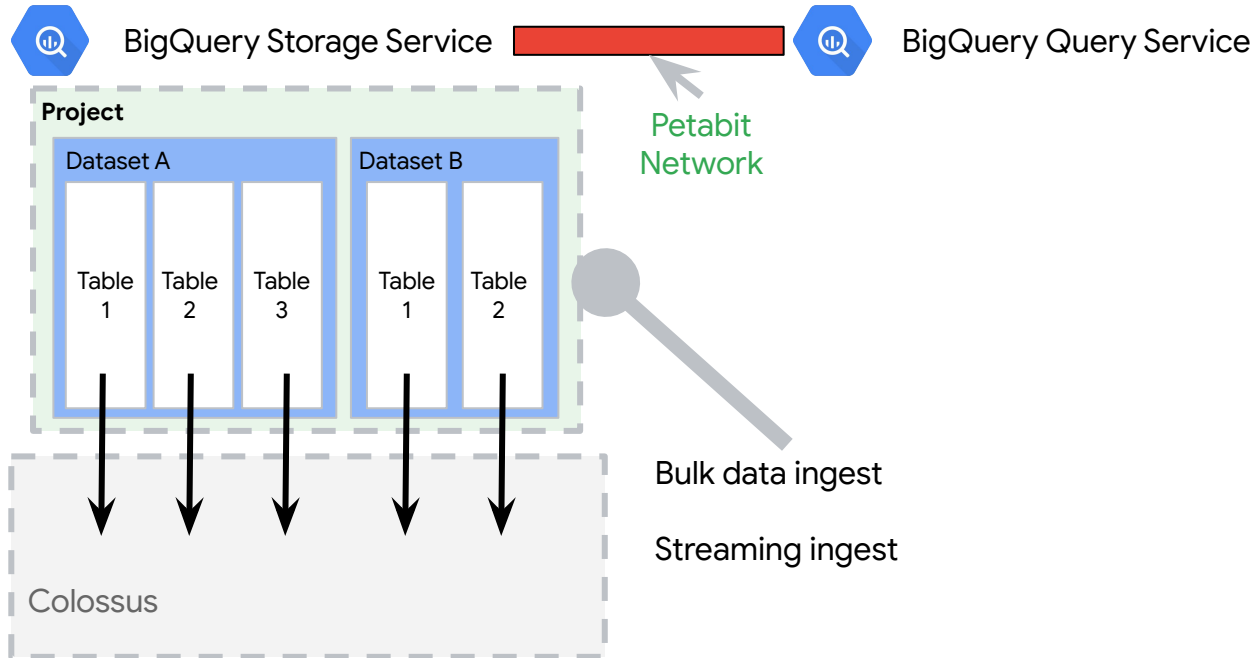 BigQuery Storage Service
BigQuery Query Service
Petabit
Network
Project
Dataset A
Dataset B
Table
1
Table
2
Table
3
Table
1
Table
2
Bulk data ingest
Streaming ingest
Colossus